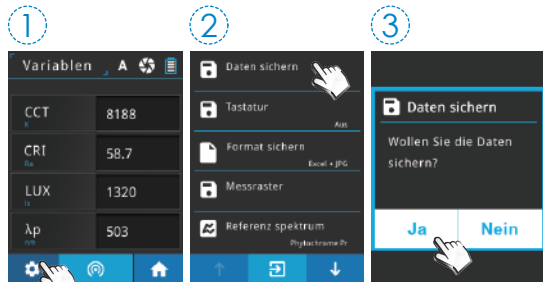 1
2
3
Variablen A
CCT
K
8188
CRI
Ra
58.7
LUX
lx
1320
λp
nm
503
Daten sichern
Tastatur
Aus
Format sichern
Excel + JPG
Messraster
Referenz spektrum
Phytochrome Pr
Daten sichern
Wollen Sie die Daten
sichern?
Ja Nein